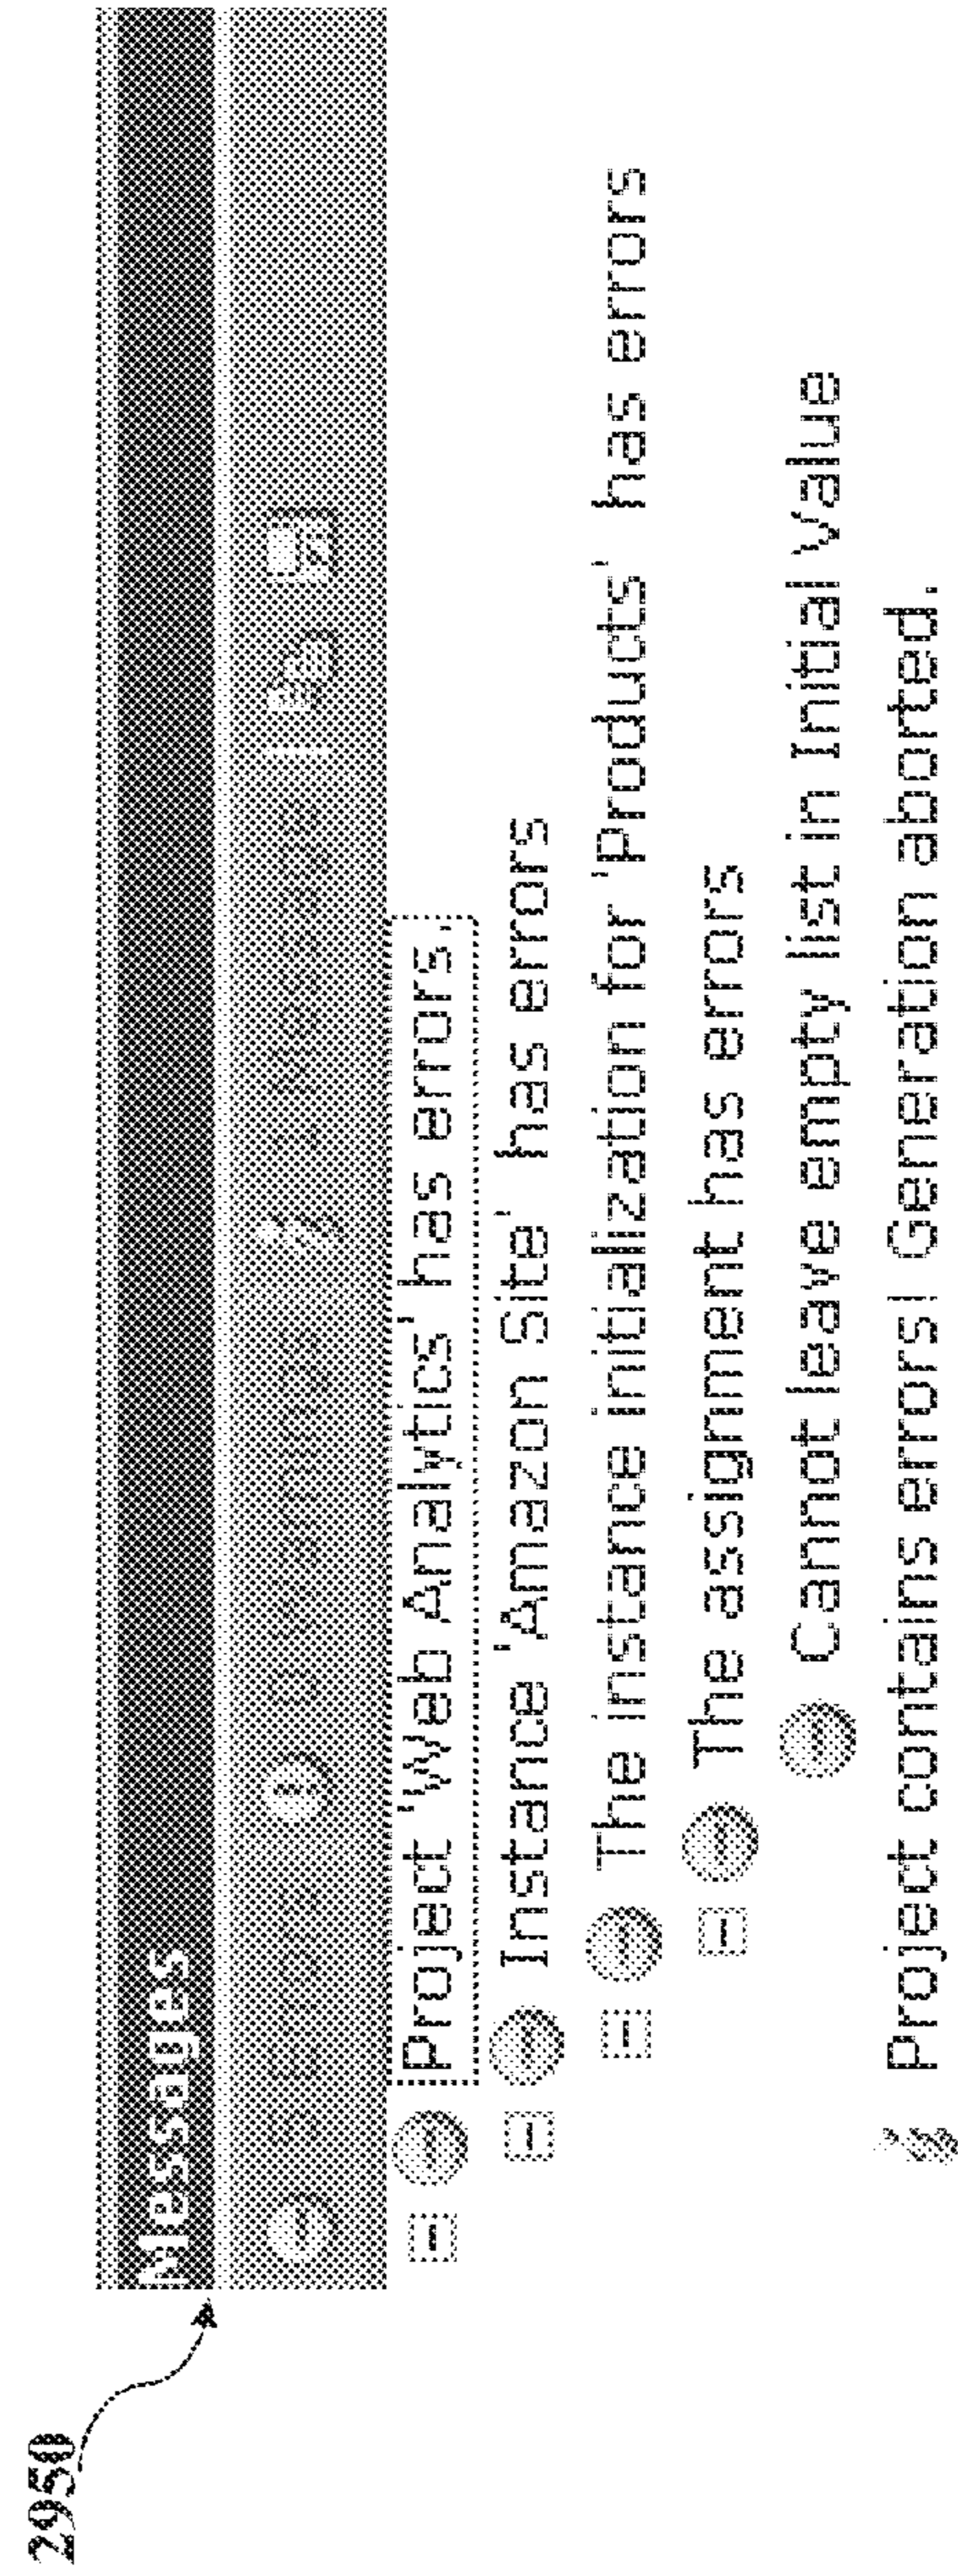 2950
Messages
Project 'Web Analytics' has errors.
Instance 'Amazon Site' has errors
The instance initialization for 'Products' has errors
The assignment has errors
Cannot leave empty list in Initial Value
Project contains errors! Generation aborted.